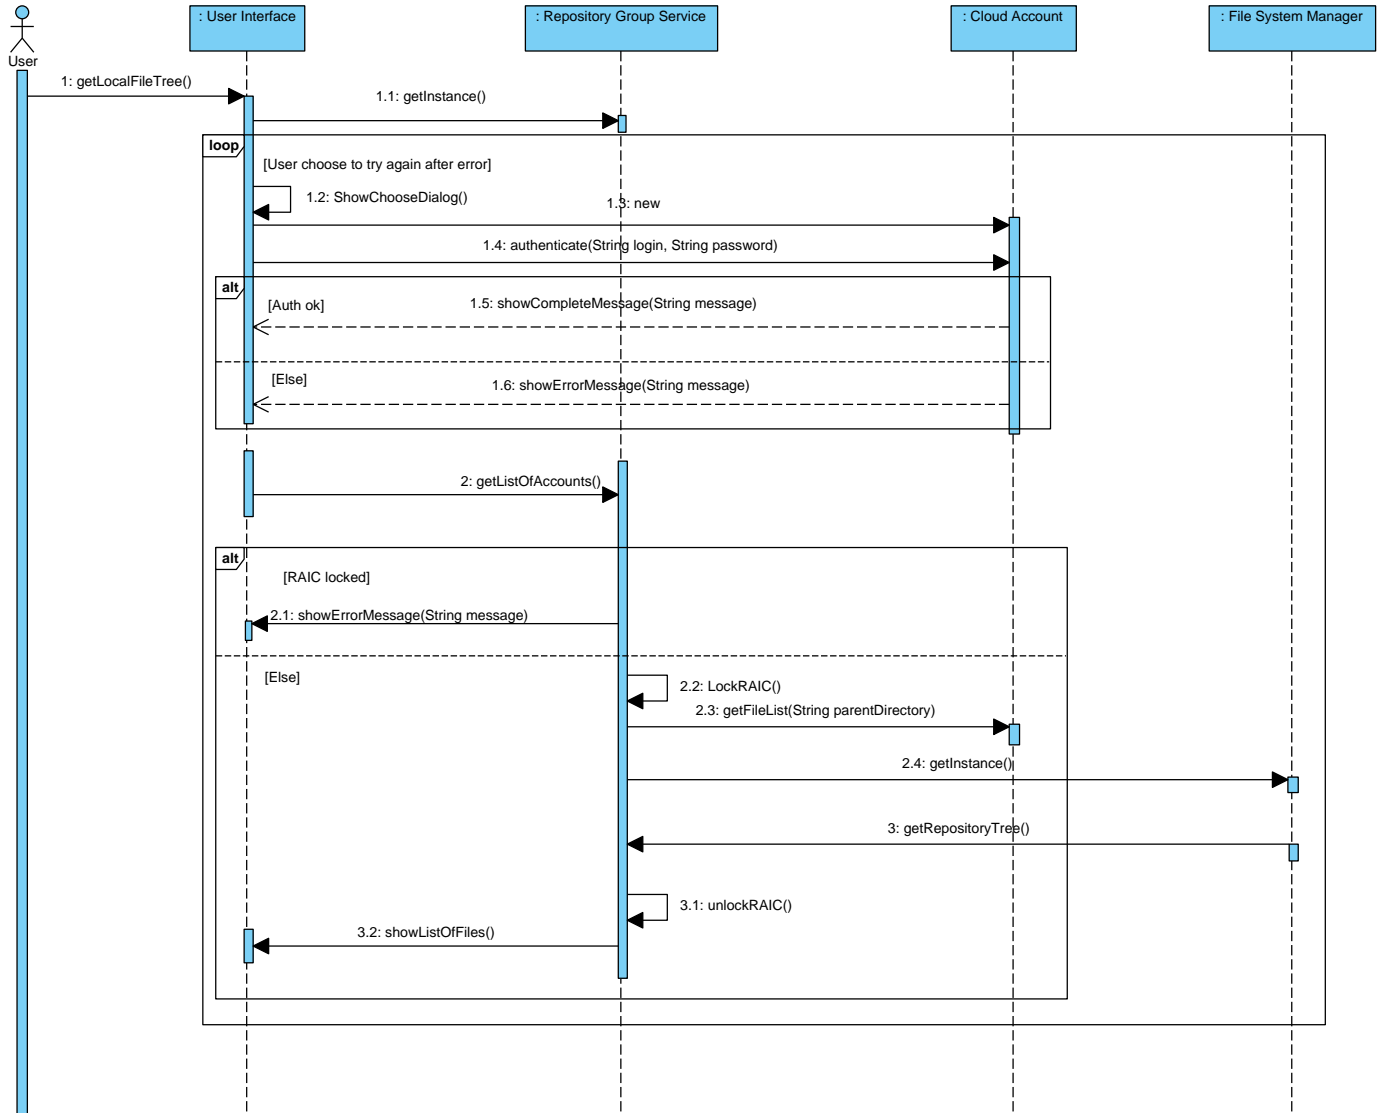 : User Interface
: Repository Group Service
: Cloud Account
: File System Manager
User
1: getLocalFileTree()
1.1: getInstance()
loop
[User choose to try again after error]
1.2: ShowChooseDialog()
1.3: new
1.4: authenticate(String login, String password)
alt
[Auth ok]
1.5: showCompleteMessage(String message)
[Else]
1.6: showErrorMessage(String message)
2: getListOfAccounts()
alt
[RAIC locked]
2.1: showErrorMessage(String message)
[Else]
2.2: LockRAIC()
2.3: getFileList(String parentDirectory)
2.4: getInstance()
3: getRepositoryTree()
3.1: unlockRAIC()
3.2: showListOfFiles()